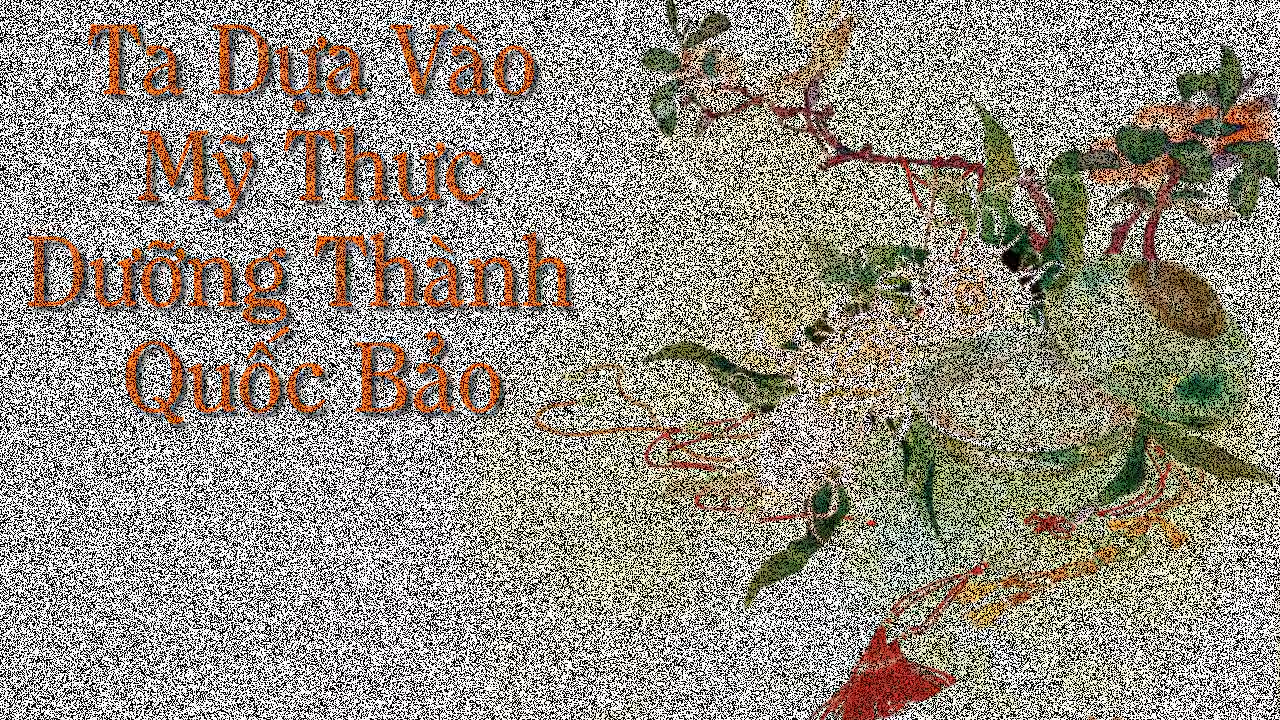 Ta Dựa Vào
Mỹ Thực
Dưỡng Thành
Quốc Bảo